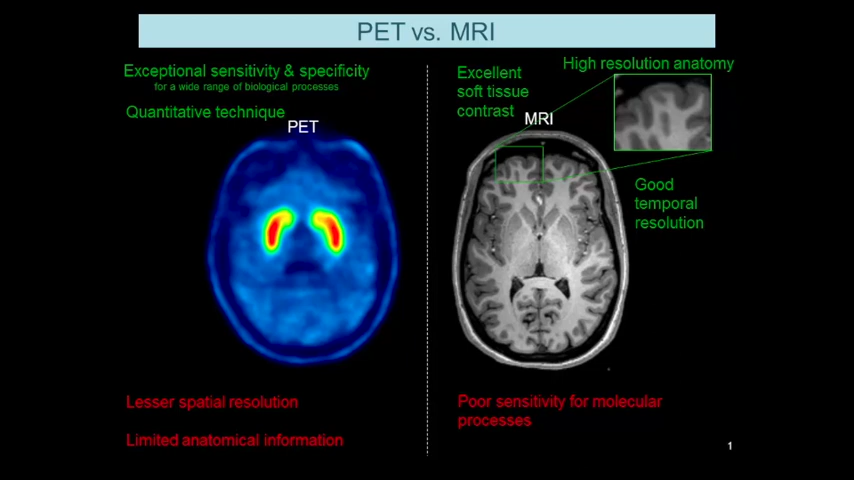 PET vs. MRI
Exceptional sensitivity & specificity
for a wide range of biological processes
Quantitative technique
PET
Lesser spatial resolution
Limited anatomical information
Excellent
soft tissue
contrast
High resolution anatomy
MRI
Good
temporal
resolution
Poor sensitivity for molecular
processes
1